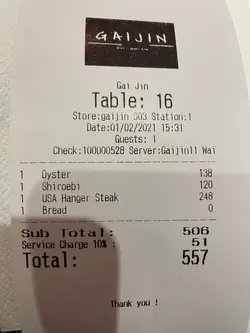 GAIJIN
Gai Jin
Table: 16
Store:gaijin 003 Station:1
Date:01/02/2021 15:31
Guests: 1
Check:100000528 Server:Gaijin11 Wai
1 Oyster 138
1 Shiroebi 120
1 USA Hanger Steak 248
1 Bread 0
Sub Total: 506
Service Charge 10% : 51
Total: 557
Thank you !